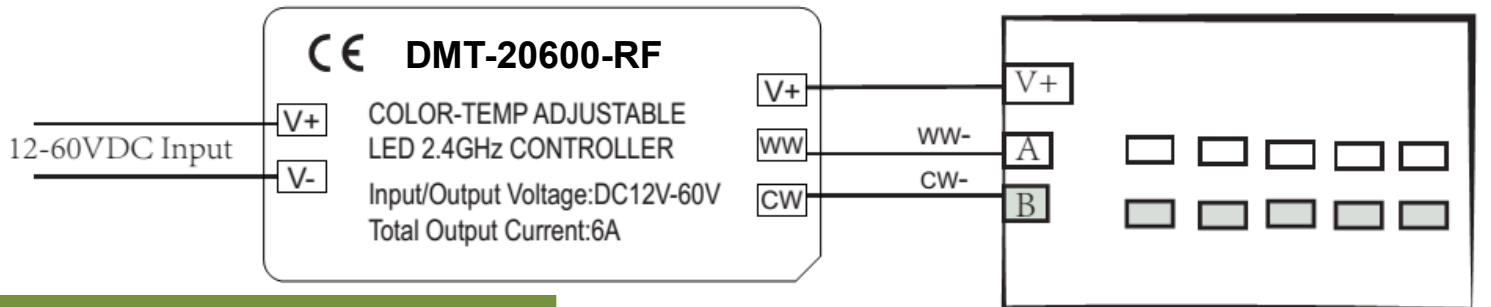 CE DMT-20600-RF
COLOR-TEMP ADJUSTABLE
LED 2.4GHz CONTROLLER
Input/Output Voltage:DC12V-60V
Total Output Current:6A
12-60VDC Input
V+
V-
V+
WW
CW
WW-
CW-
V+
A
B